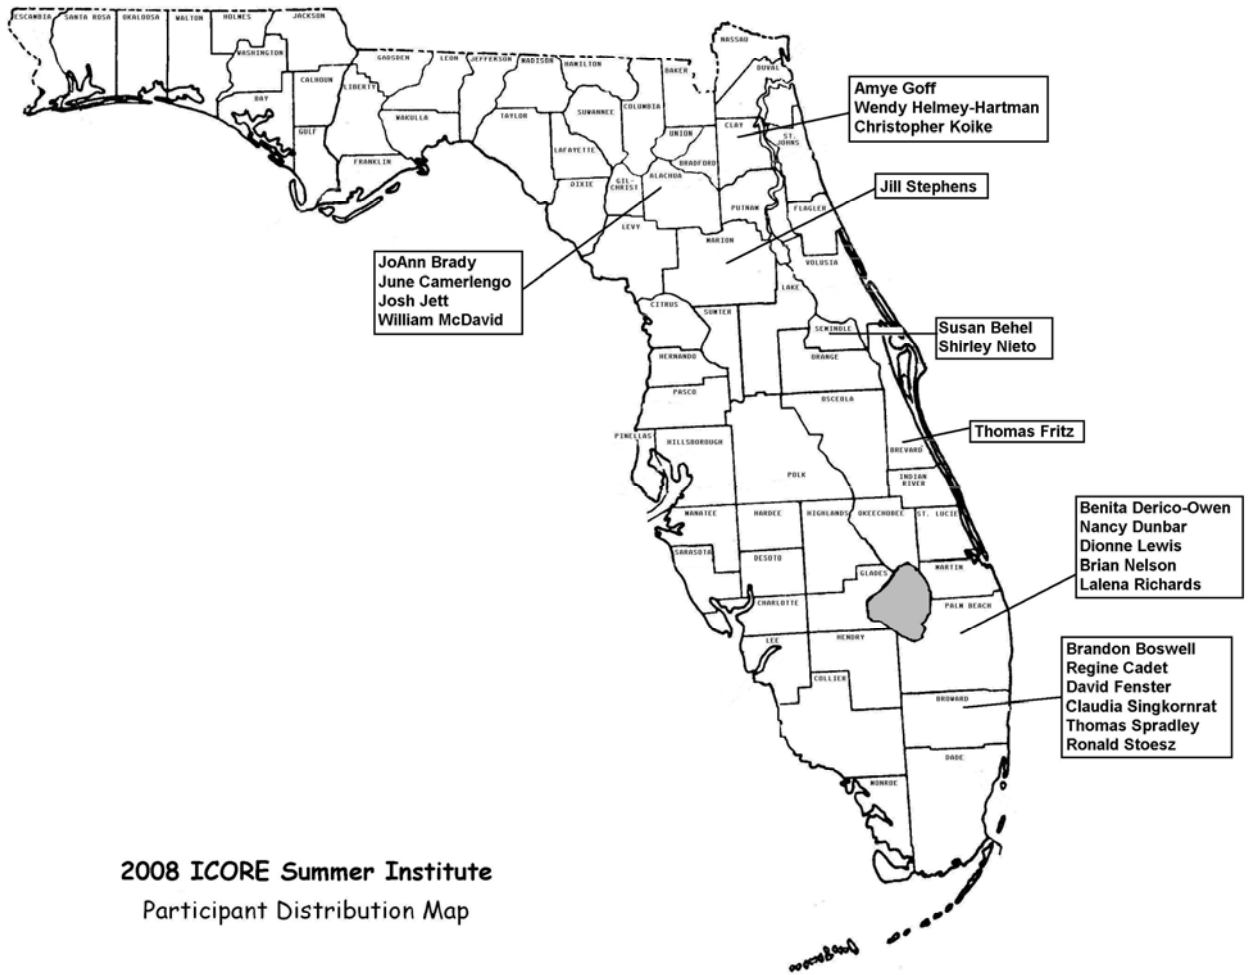 ESCAMBIA
SANTA ROSA
OKALOOSA
WALTON
HOLMES
JACKSON
WASHINGTON
BAY
CALHOUN
GULF
LIBERTY
GADSDEN
FRANKLIN
LEON
WAKULLA
JEFFERSON
MADISON
TAYLOR
HAMILTON
SUWANNEE
LAFAYETTE
DIXIE
COLUMBIA
GIL-
CHRIST
BAKER
UNION
BRADFORD
ALACHUA
LEVY
NASSAU
DUVAL
CLAY
ST.
JOHNS
PUTNAM
FLAGLER
MARION
VOLUSIA
LAKE
CITRUS
SUMTER
HERNANDO
PASCO
SEMINOLE
ORANGE
OSCEOLA
BREVARD
INDIAN
RIVER
PINELLAS
HILLSBOROUGH
POLK
MANATEE
HARDEE
HIGHLANDS
OKEECHOBEE
ST. LUCIE
SARASOTA
DESOTO
GLADES
MARTIN
CHARLOTTE
PALM BEACH
LEE
HENDRY
COLLIER
BROWARD
DADE
MONROE
Amye Goff
Wendy Helmey-Hartman
Christopher Koike
Jill Stephens
JoAnn Brady
June Camerlengo
Josh Jett
William McDavid
Susan Behel
Shirley Nieto
Thomas Fritz
Benita Derico-Owen
Nancy Dunbar
Dionne Lewis
Brian Nelson
Lalena Richards
Brandon Boswell
Regine Cadet
David Fenster
Claudia Singkornrat
Thomas Spradley
Ronald Stoesz
2008 ICORE Summer Institute
Participant Distribution Map